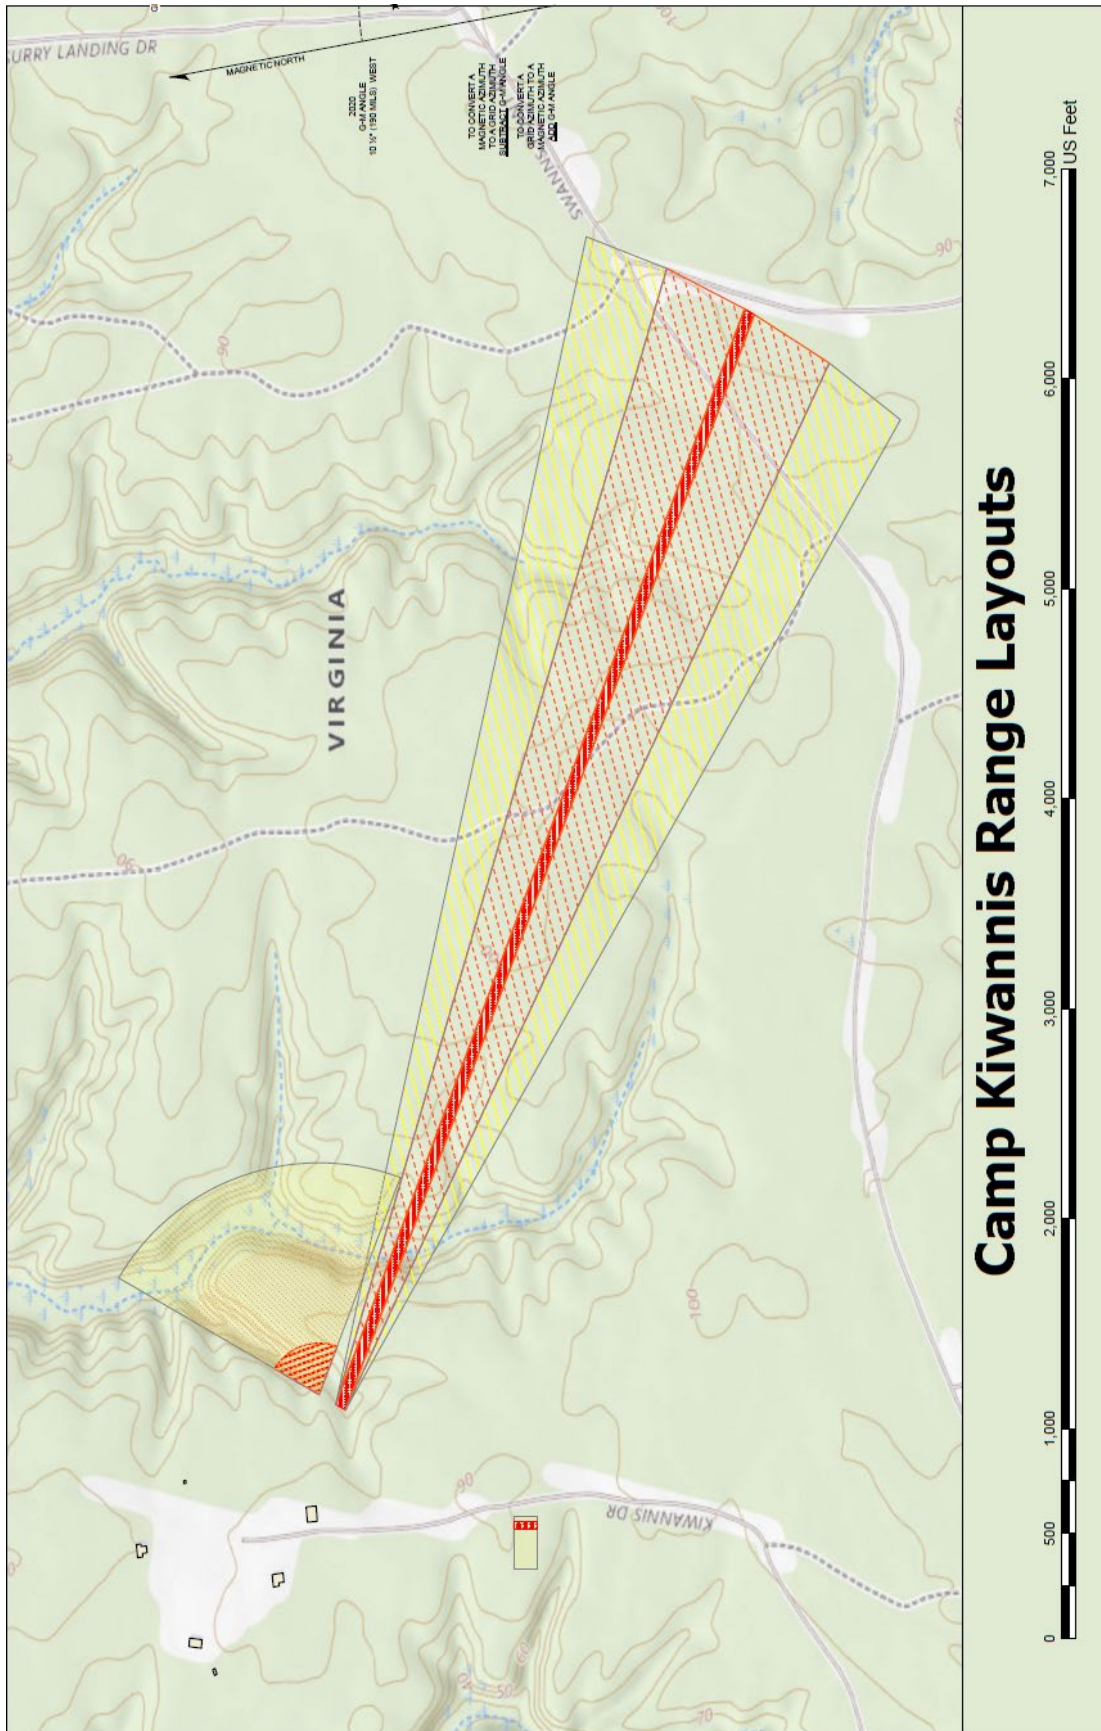 SURRY LANDING DR
MAGNETIC NORTH
2020
G-M ANGLE
10 ½° (190 MILS) WEST
TO CONVERT A
MAGNETIC AZIMUTH
TO A GRID AZIMUTH
SUBTRACT G-M ANGLE
TO CONVERT A
GRID AZIMUTH TO A
MAGNETIC AZIMUTH
ADD G-M ANGLE
SWANNS
100
90
90
VIRGINIA
90
100
90
KIWANNIS DR
60
50
70
Camp Kiwannis Range Layouts
0 500 1,000 2,000 3,000 4,000 5,000 6,000 7,000
US Feet